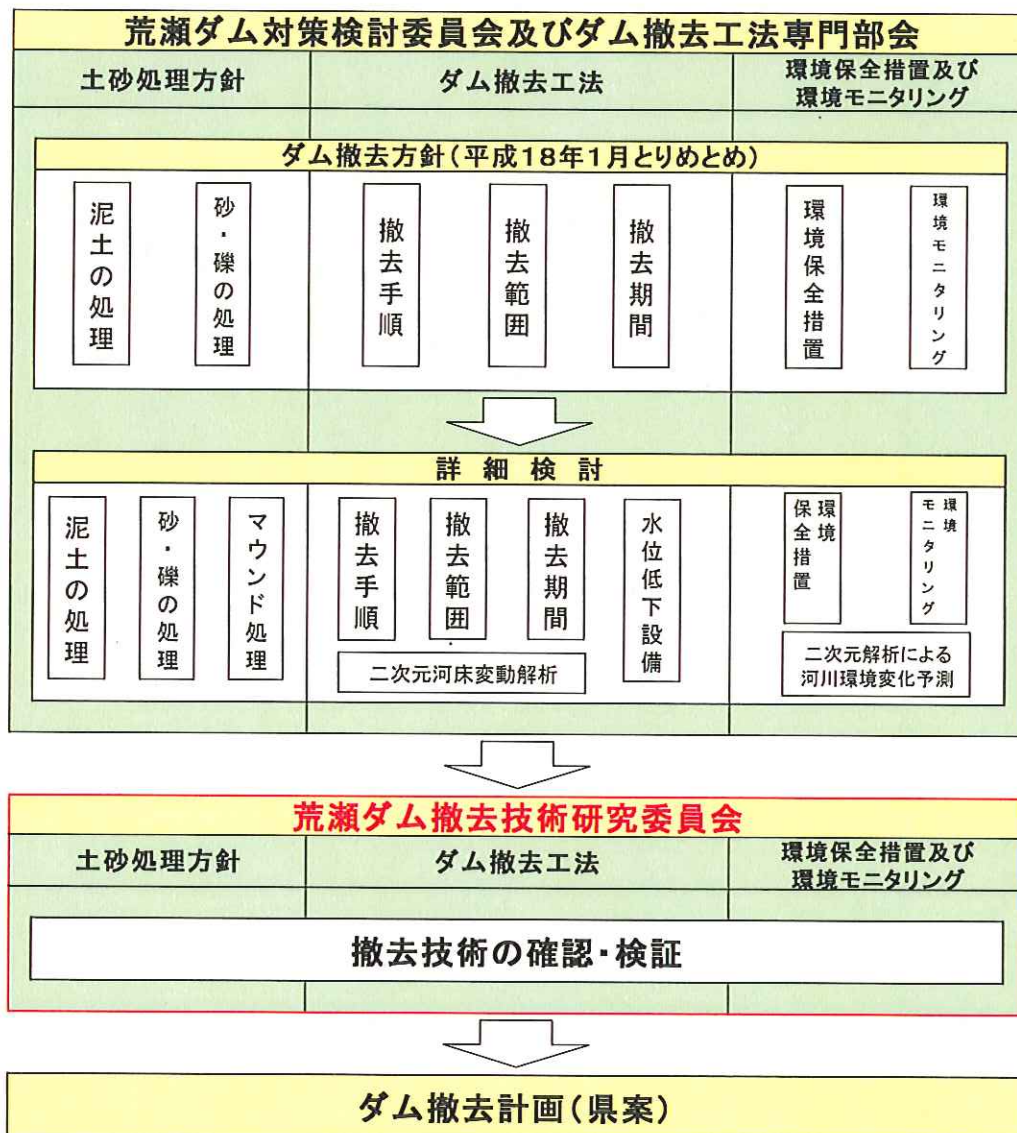 荒瀬ダム対策検討委員会及びダム撤去工法専門部会
土砂処理方針
ダム撤去工法
環境保全措置及び
環境モニタリング
ダム撤去方針(平成18年1月とりめとめ)
泥土の処理
砂・礫の処理
撤去手順
撤去範囲
撤去期間
環境保全措置
環境モニタリング
詳細検討
泥土の処理
砂・礫の処理
マウンド処理
撤去手順
撤去範囲
撤去期間
水位低下設備
二次元河床変動解析
環境
保全措置
環境
モニタリング
二次元解析による
河川環境変化予測
荒瀬ダム撤去技術研究委員会
土砂処理方針
ダム撤去工法
環境保全措置及び
環境モニタリング
撤去技術の確認・検証
ダム撤去計画(県案)